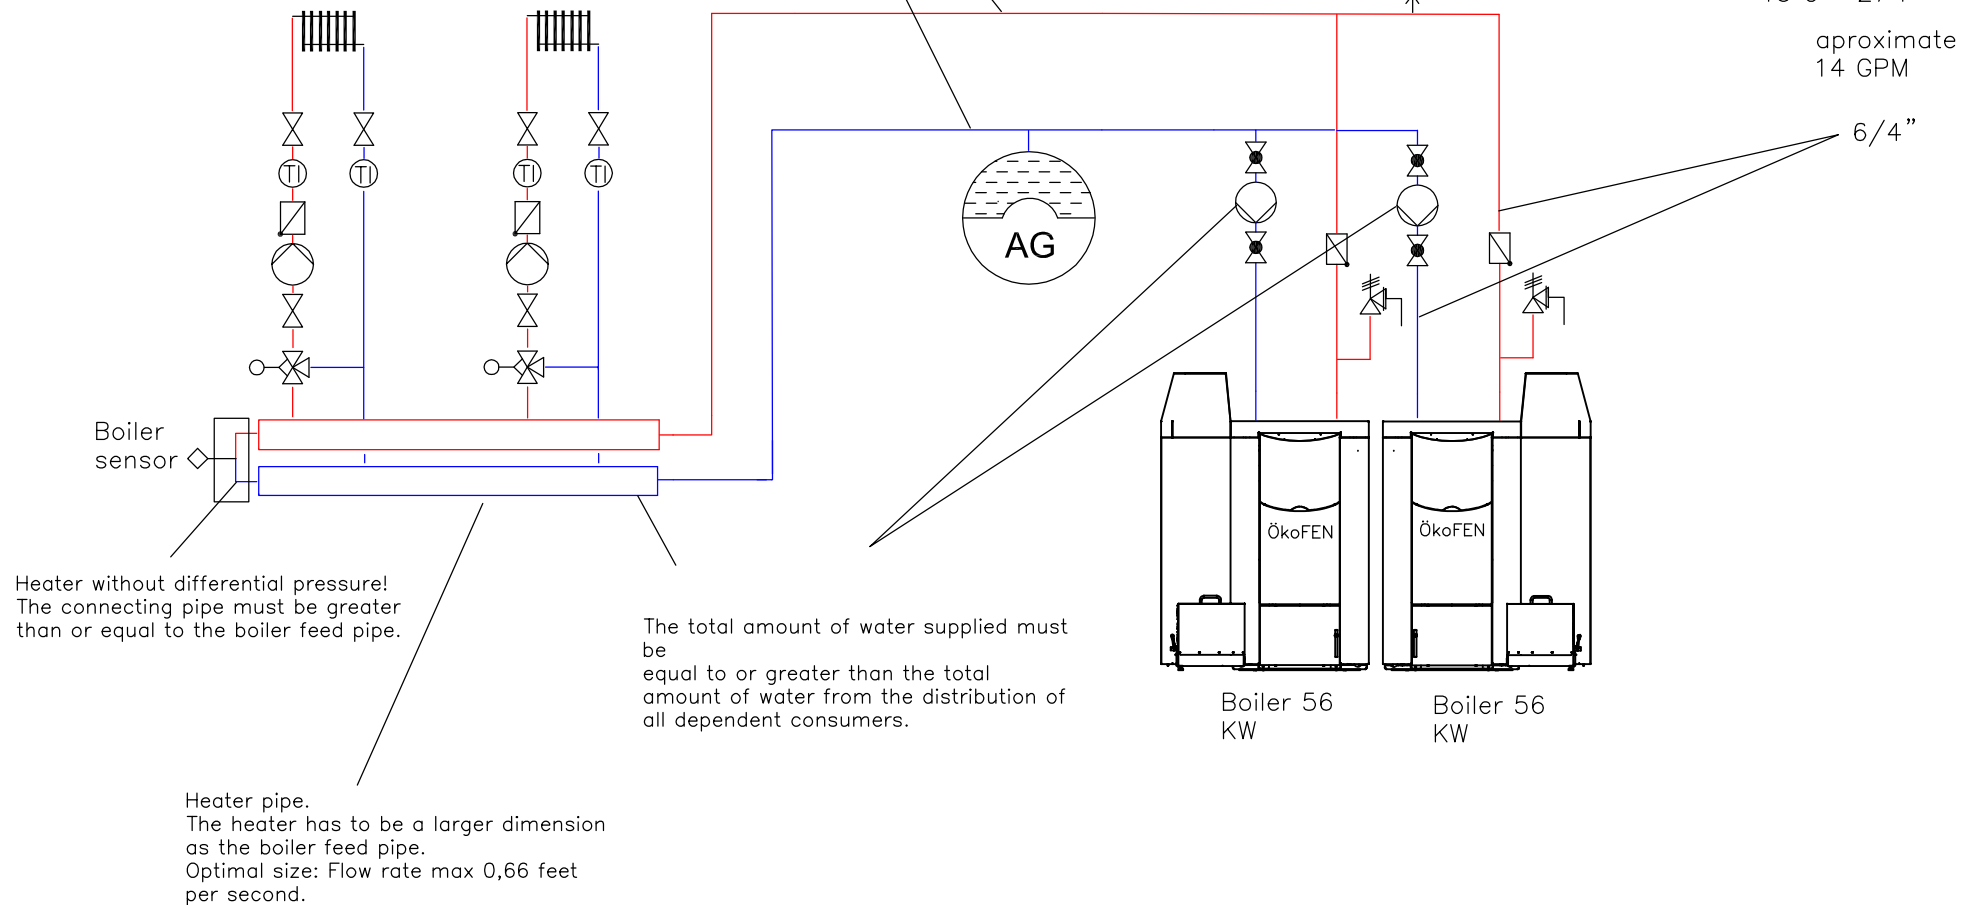 aproximate
14 GPM
6/4”
TI
TI
TI
TI
AG
Boiler
sensor
ÖkoFEN
ÖkoFEN
Heater without differential pressure!
The connecting pipe must be greater
than or equal to the boiler feed pipe.
The total amount of water supplied must
be
equal to or greater than the total
amount of water from the distribution of
all dependent consumers.
Boiler 56
KW
Boiler 56
KW
Heater pipe.
The heater has to be a larger dimension
as the boiler feed pipe.
Optimal size: Flow rate max 0,66 feet
per second.